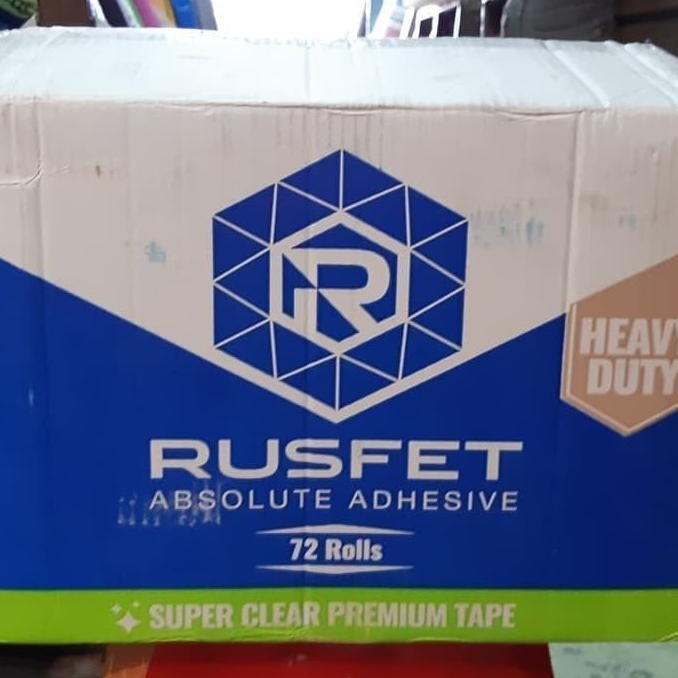 R
HEAVY
DUTY
RUSFET
ABSOLUTE ADHESIVE
72 Rolls
SUPER CLEAR PREMIUM TAPE